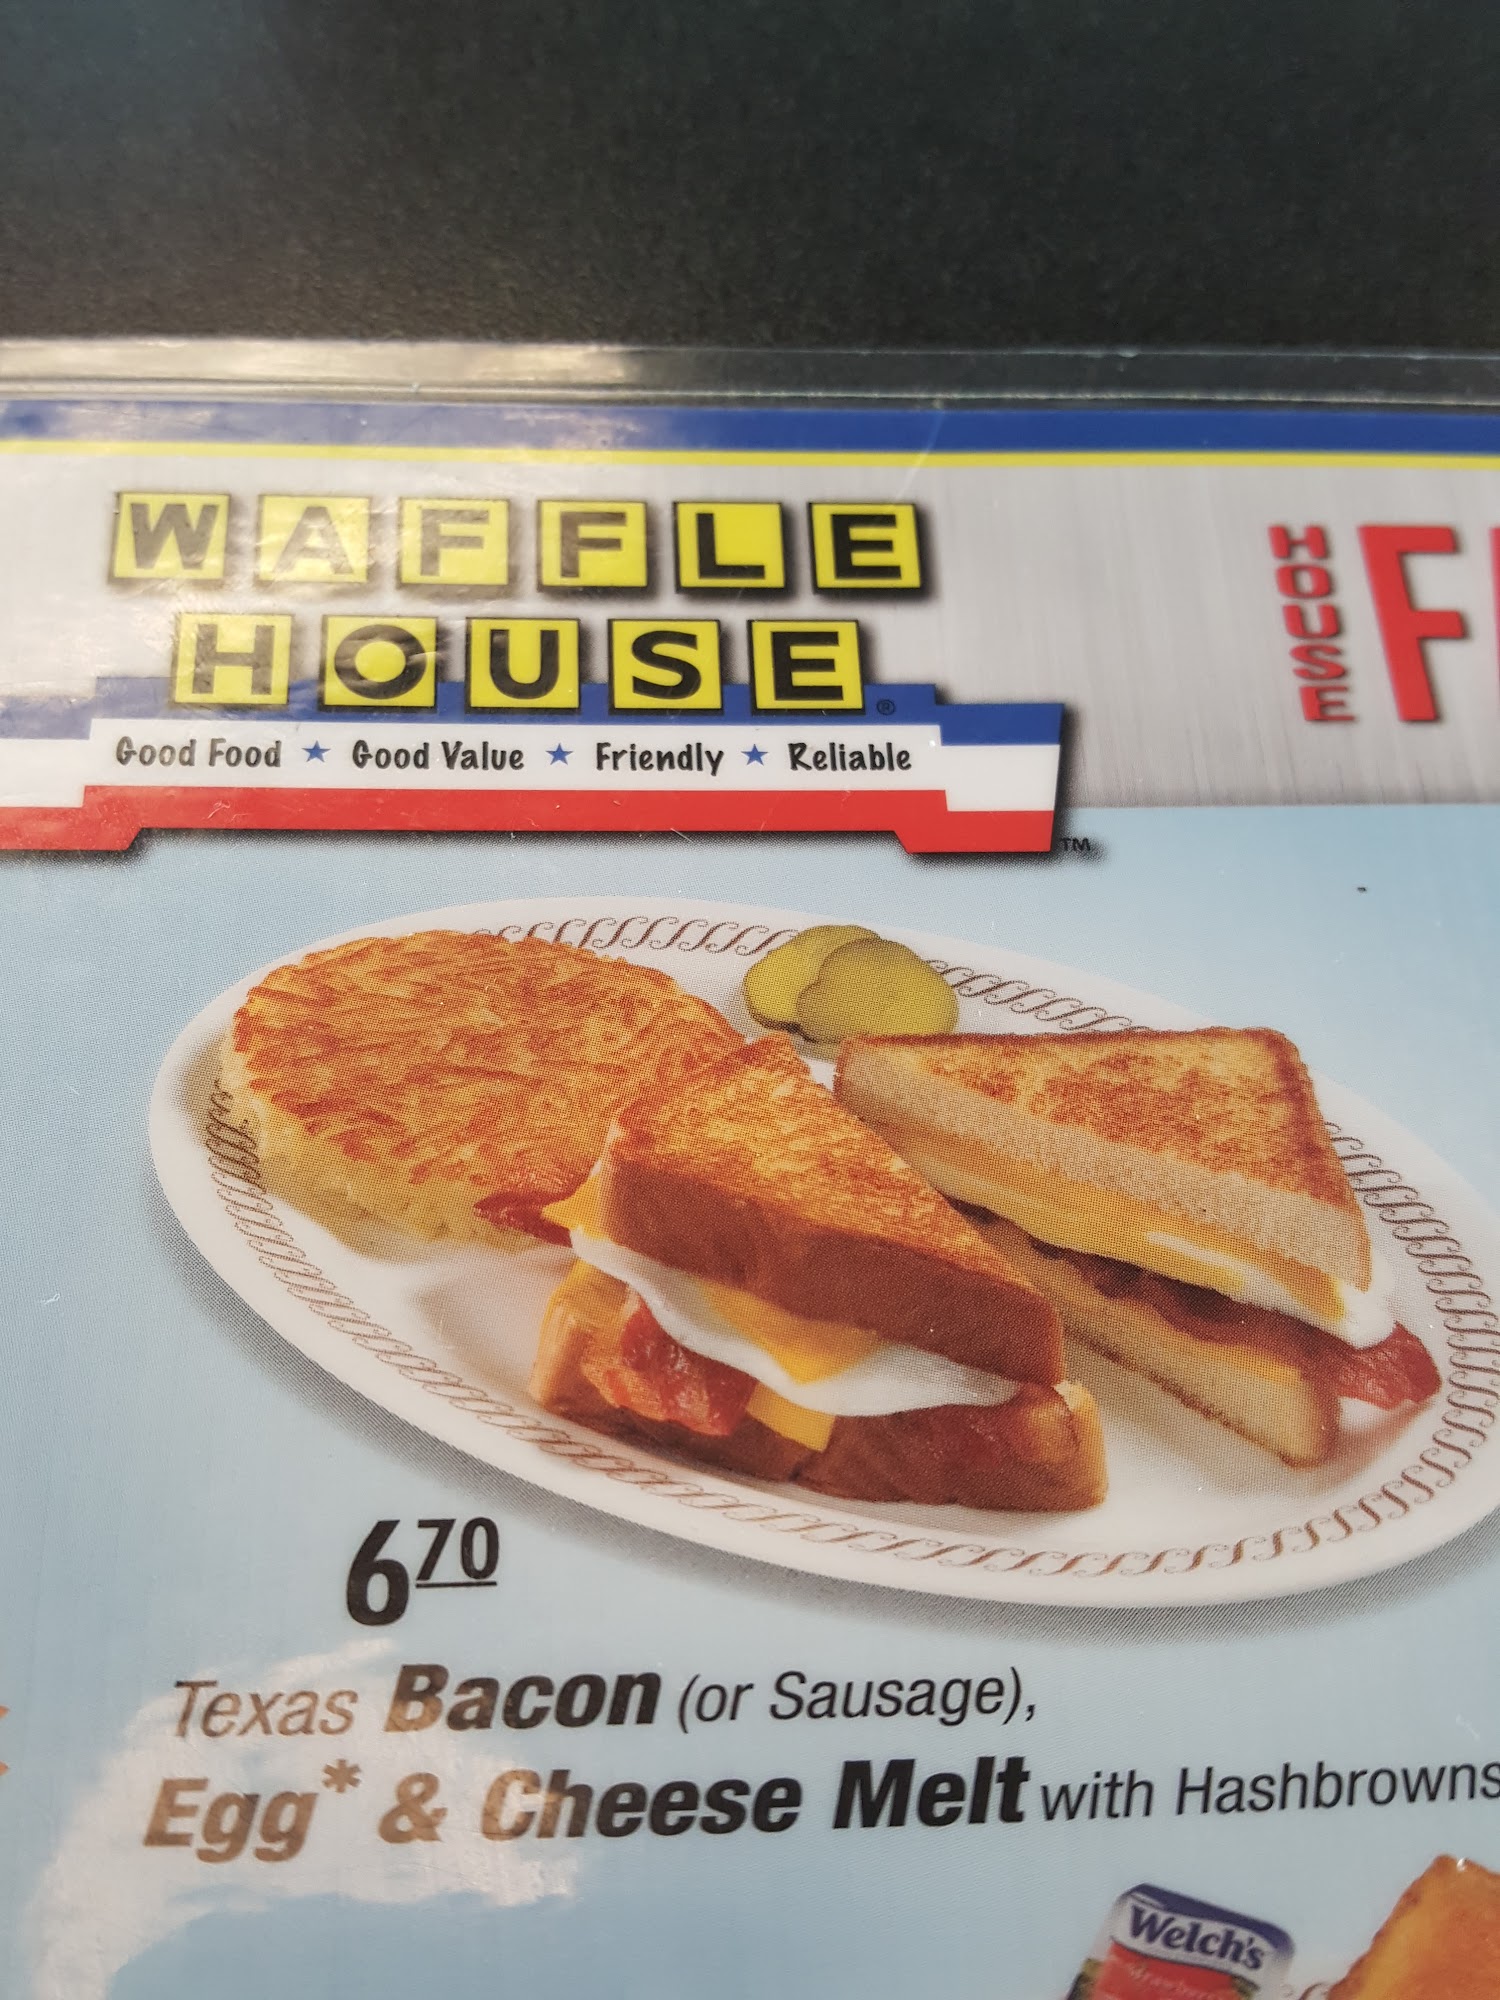 WAFFLE
HOUSE®
Good Food ★ Good Value ★ Friendly ★ Reliable
™
HOUSE
F
6 70
Texas Bacon (or Sausage),
Egg* & Cheese Melt with Hashbrowns
Welch's